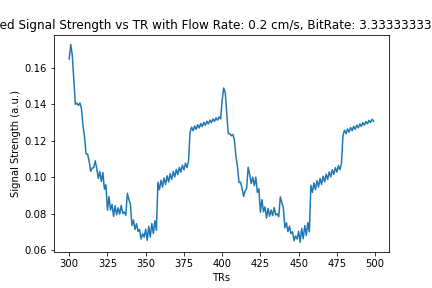 ed Signal Strength vs TR with Flow Rate: 0.2 cm/s, BitRate: 3.33333333
0.16
0.14
0.12
0.10
0.08
0.06
Signal Strength (a.u.)
300 325 350 375 400 425 450 475 500
TRs